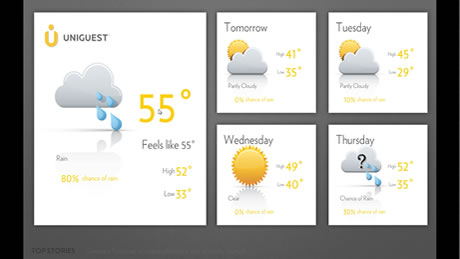 UNIGUEST
55°
Feels like 55°
Rain
High 52°
80% chance of rain
Low 33°
Tomorrow
High 41°
Low 35°
Partly Cloudy
0% chance of rain
Tuesday
High 45°
Low 29°
Partly Cloudy
10% chance of rain
Wednesday
High 49°
Low 40°
Clear
0% chance of rain
Thursday
?
High 52°
Low 35°
Chance of Rain
30% chance of rain
TOP STORIES